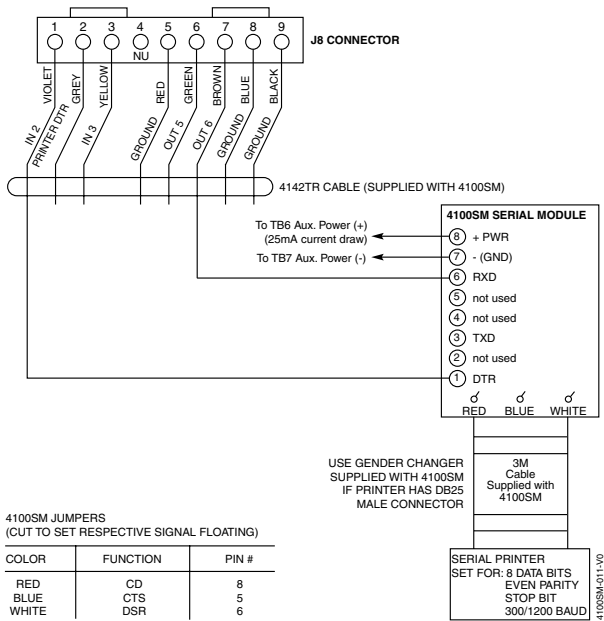 1 2 3 4 5 6 7 8 9
J8 CONNECTOR
NU
VIOLET
GREY
YELLOW
RED
GREEN
BROWN
BLUE
BLACK
IN 2
PRINTER DTR
IN 3
GROUND
OUT 5
OUT 6
GROUND
GROUND
4142TR CABLE (SUPPLIED WITH 4100SM)
4100SM SERIAL MODULE
To TB6 Aux. Power (+)
(25mA current draw)
To TB7 Aux. Power (-)
8 + PWR
7 - (GND)
6 RXD
5 not used
4 not used
3 TXD
2 not used
1 DTR
RED BLUE WHITE
USE GENDER CHANGER
SUPPLIED WITH 4100SM
IF PRINTER HAS DB25
MALE CONNECTOR
3M
Cable
Supplied with
4100SM
4100SM JUMPERS
(CUT TO SET RESPECTIVE SIGNAL FLOATING)
COLOR FUNCTION PIN #
RED CD 8
BLUE CTS 5
WHITE DSR 6
SERIAL PRINTER
SET FOR: 8 DATA BITS
EVEN PARITY
STOP BIT
300/1200 BAUD
4100SM-011-V0